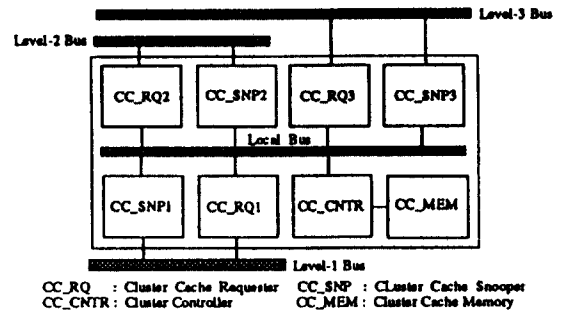 Level-3 Bus
Level-2 Bus
CC_RQ2 CC_SNP2 CC_RQ3 CC_SNP3
Local Bus
CC_SNP1 CC_RQ1 CC_CNTR CC_MEM
Level-1 Bus
CC_RQ : Cluster Cache Requester CC_SNP : CLuster Cache Snooper
CC_CNTR : Cluster Controller CC_MEM : Cluster Cache Memory